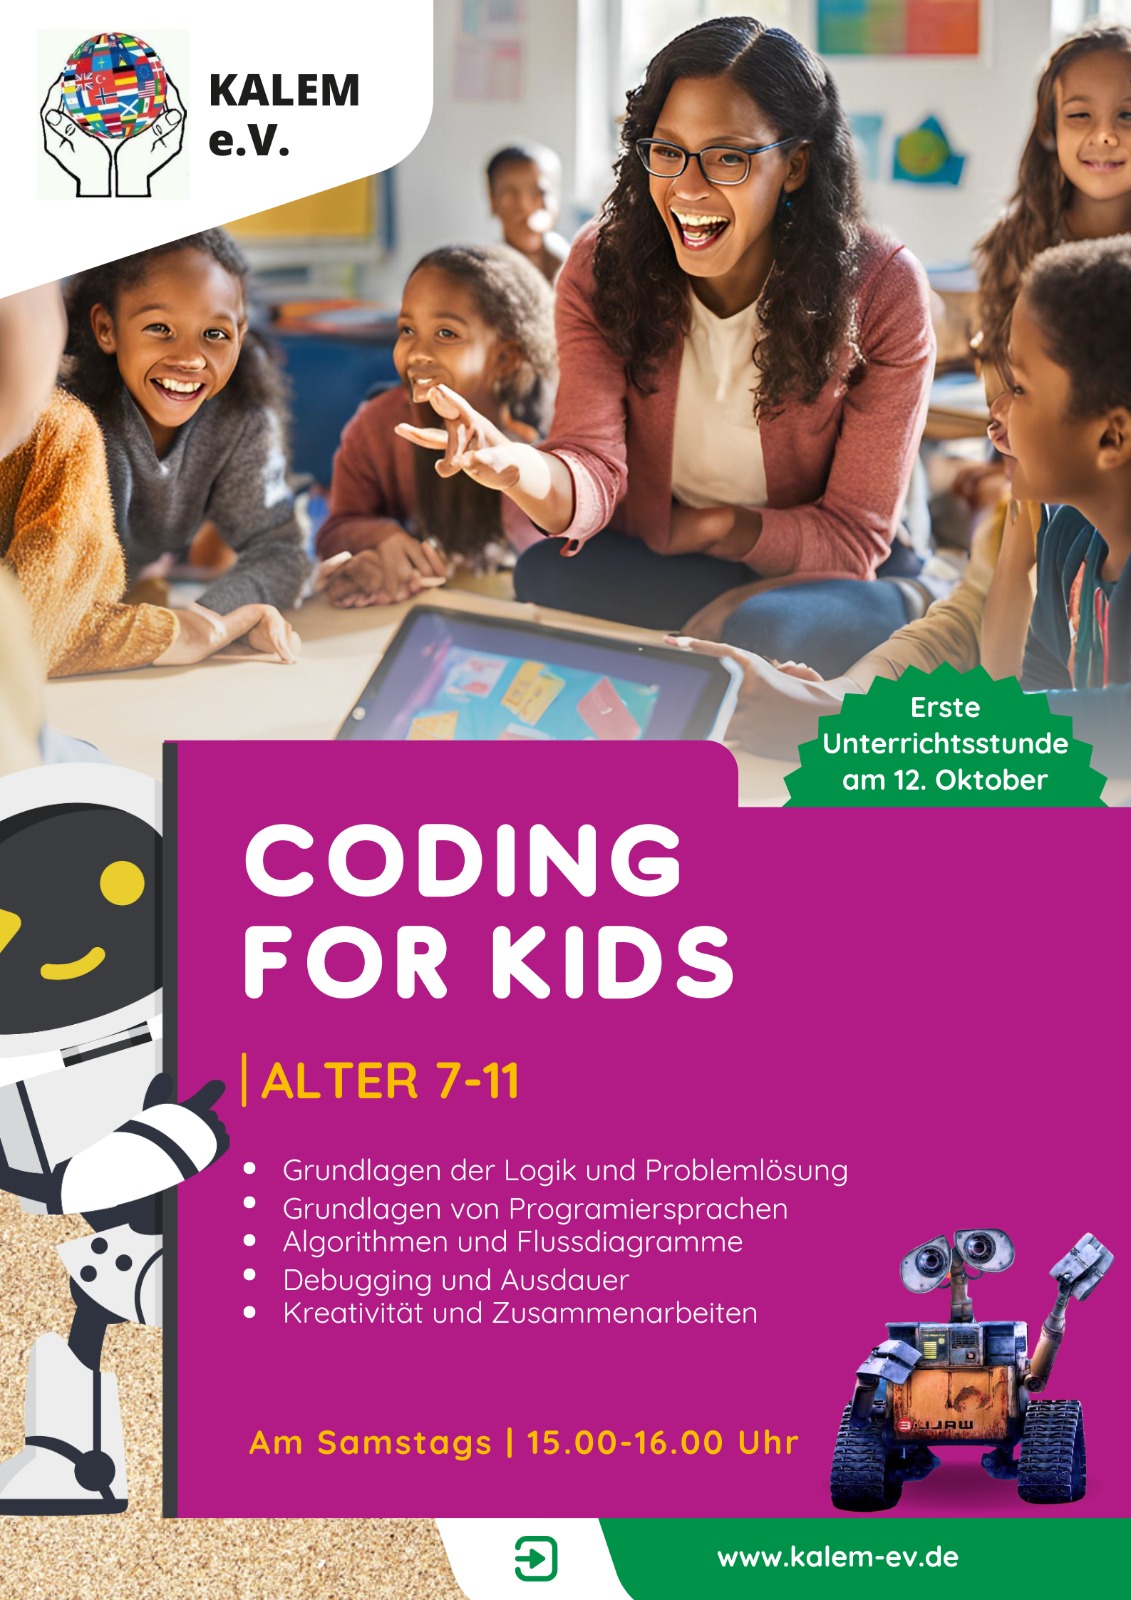 KALEM
e.V.
Erste
Unterrichtsstunde
am 12. Oktober
CODING
FOR KIDS
ALTER 7-11
Grundlagen der Logik und Problemlösung
Grundlagen von Programiersprachen
Algorithmen und Flussdiagramme
Debugging und Ausdauer
Kreativität und Zusammenarbeiten
Am Samstags | 15.00-16.00 Uhr
www.kalem-ev.de